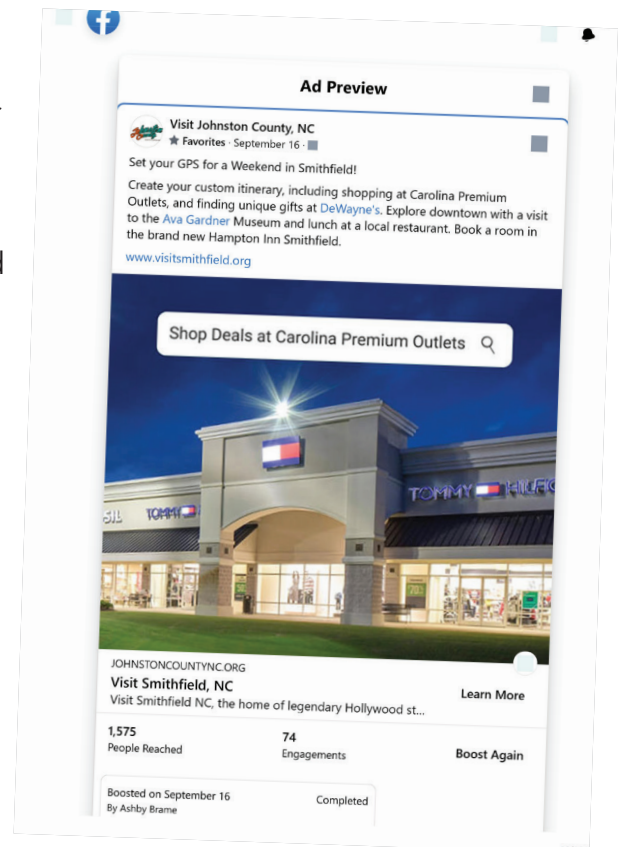 Ad Preview
Visit Johnston County, NC
Favorites · September 16 ·
Set your GPS for a Weekend in Smithfield!
Create your custom itinerary, including shopping at Carolina Premium
Outlets, and finding unique gifts at DeWayne's. Explore downtown with a visit
to the Ava Gardner Museum and lunch at a local restaurant. Book a room in
the brand new Hampton Inn Smithfield.
www.visitsmithfield.org
Shop Deals at Carolina Premium Outlets
SIL
TOMMY
TOMMY HILFIG
JOHNSTONCOUNTYNC.ORG
Visit Smithfield, NC
Visit Smithfield NC, the home of legendary Hollywood st...
Learn More
1,575
People Reached
74
Engagements
Boost Again
Boosted on September 16
By Ashby Brame
Completed